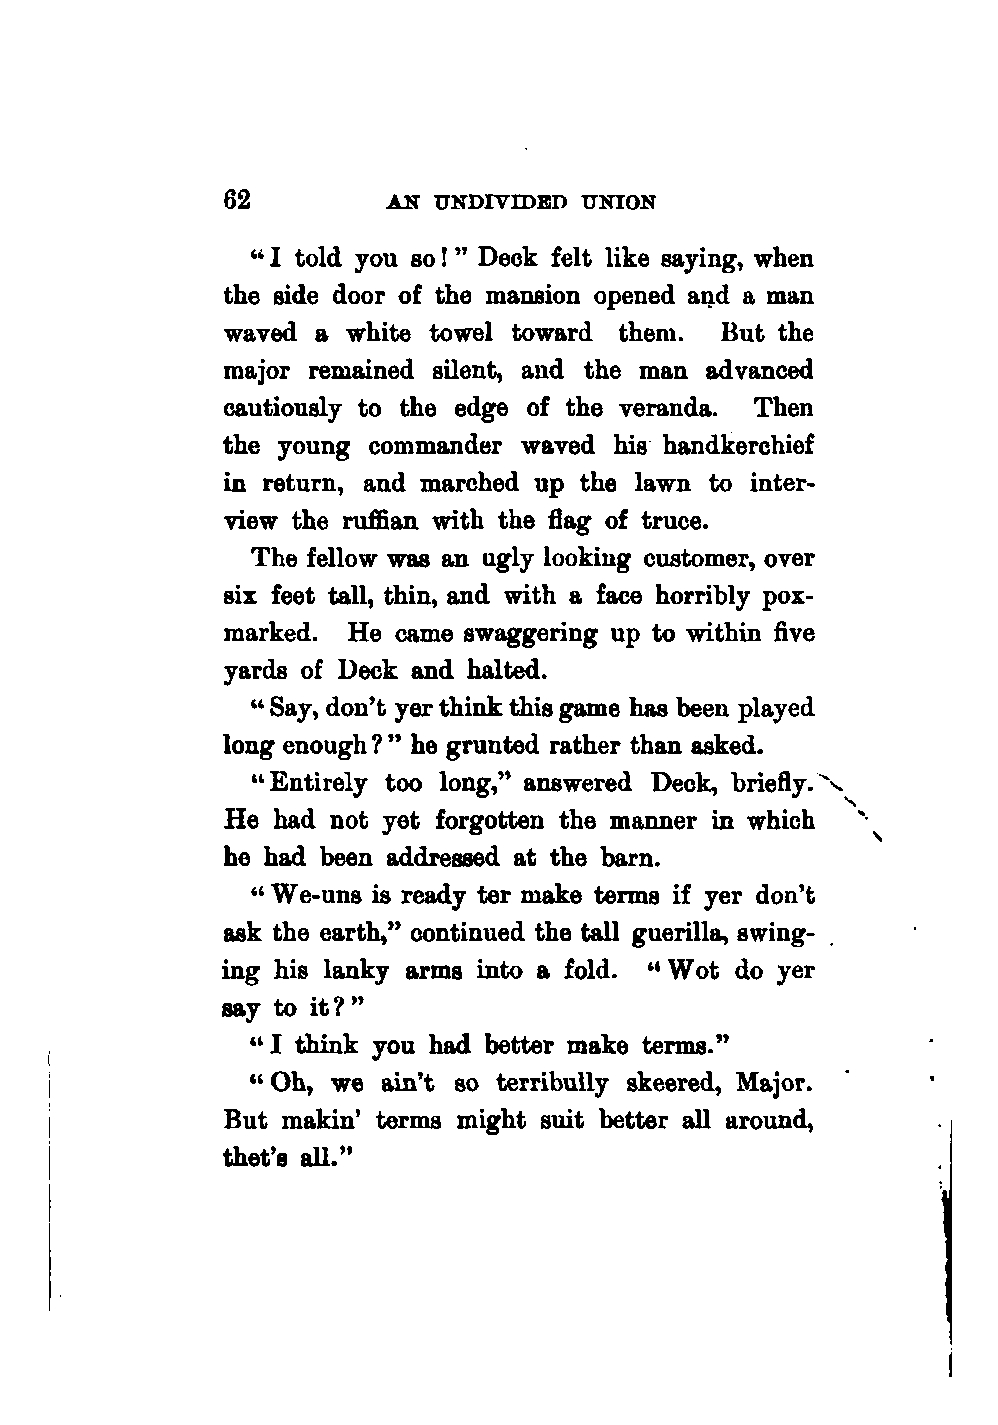 62 AN UNDIVIDED UNION
"I told you so!" Deck felt like saying, when
the side door of the mansion opened and a man
waved a white towel toward them. But the
major remained silent, and the man advanced
cautiously to the edge of the veranda. Then
the young commander waved his handkerchief
in return, and marched up the lawn to inter-
view the ruffian with the flag of truce.
The fellow was an ugly looking customer, over
six feet tall, thin, and with a face horribly pox-
marked. He came swaggering up to within five
yards of Deck and halted.
"Say, don't yer think this game has been played
long enough?" he grunted rather than asked.
"Entirely too long," answered Deck, briefly.
He had not yet forgotten the manner in which
he had been addressed at the barn.
"We-uns is ready ter make terms if yer don't
ask the earth," continued the tall guerilla, swing-
ing his lanky arms into a fold. "Wot do yer
say to it?"
"I think you had better make terms."
"Oh, we ain't so terribully skeered, Major.
But makin' terms might suit better all around,
thet's all."